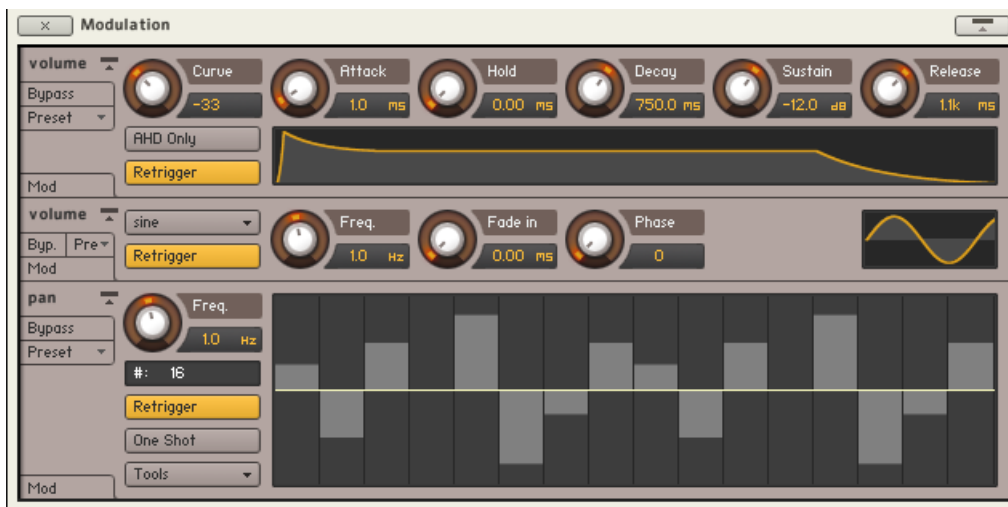 × Modulation
volume Curve Attack Hold Decay Sustain Release
Bypass -33 1.0 ms 0.00 ms 750.0 ms -12.0 dB 1.1k ms
Preset
AHD Only
Retrigger
Mod
volume sine Freq. Fade in Phase
Byp. Pre Retrigger 1.0 Hz 0.00 ms 0
Mod
pan Freq.
Bypass 1.0 Hz
Preset
#: 16
Retrigger
One Shot
Tools
Mod